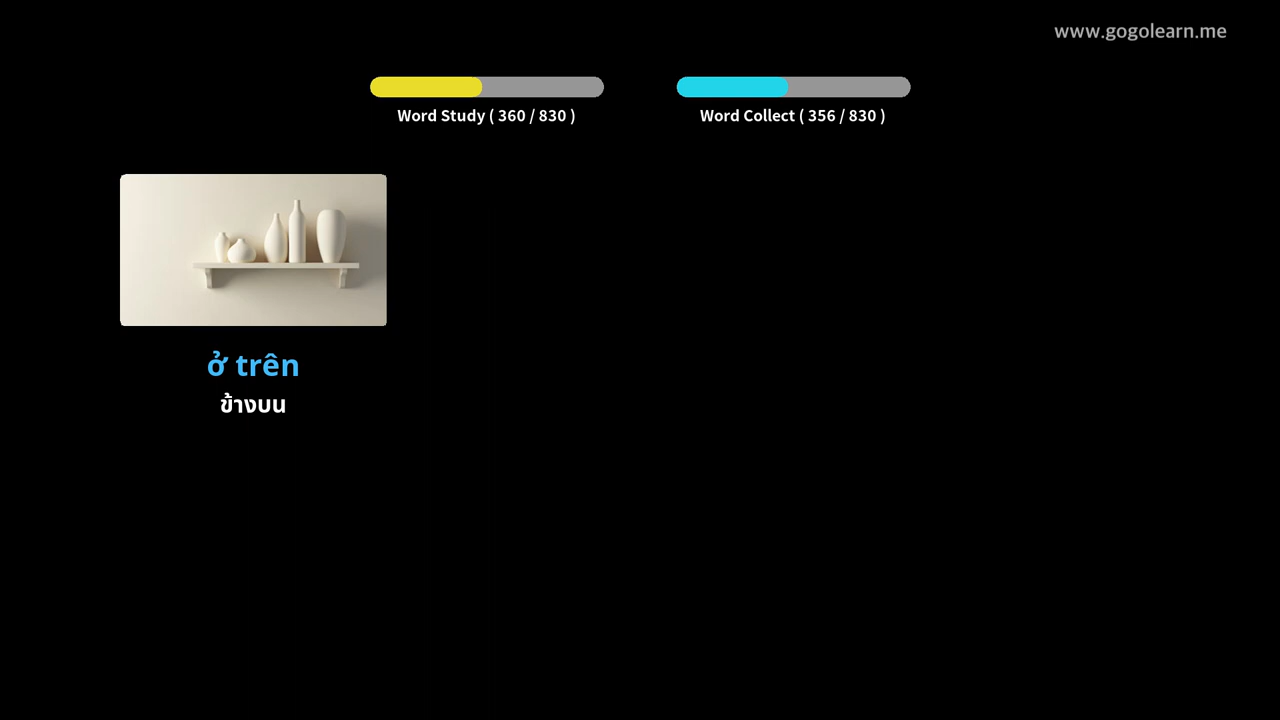 www.gogolearn.me
Word Study ( 360 / 830 )
Word Collect ( 356 / 830 )
ở trên
ข้างบน